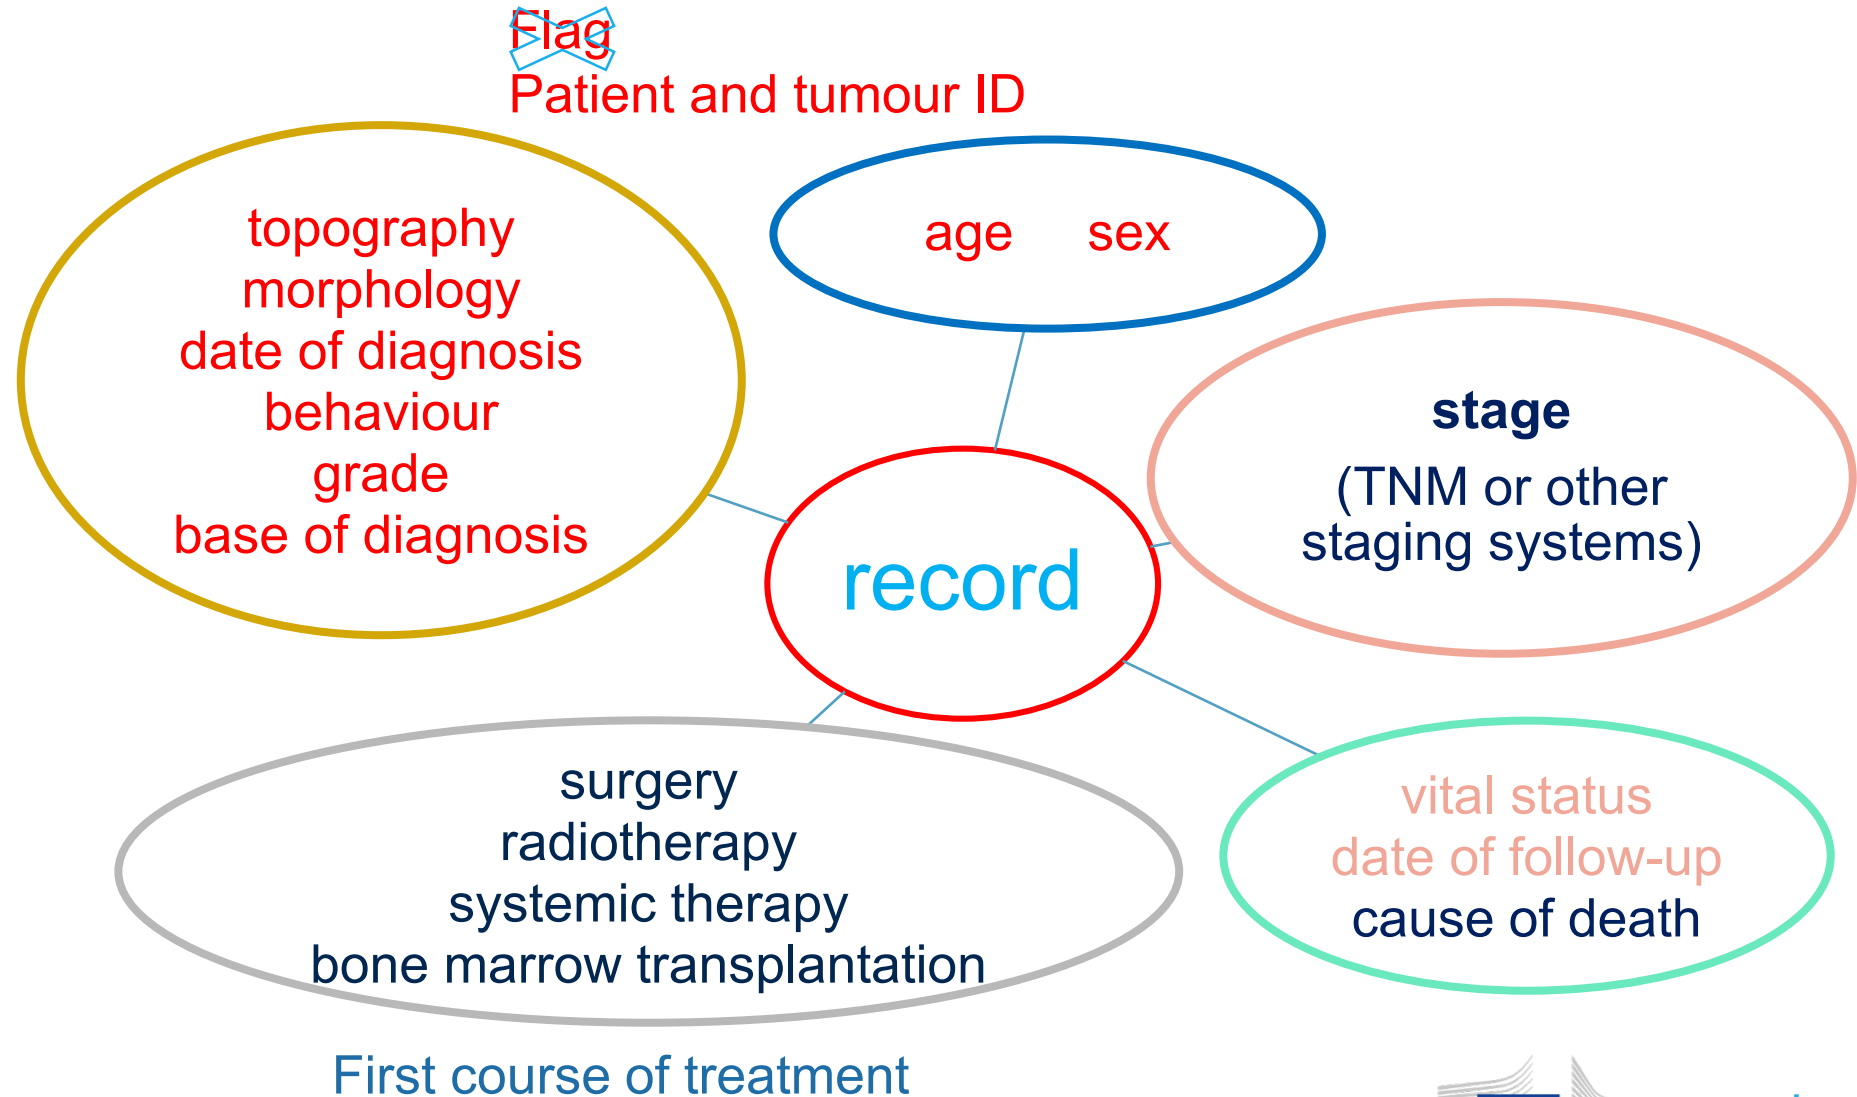 Flag
Patient and tumour ID
topography
morphology
date of diagnosis
behaviour
grade
base of diagnosis
age sex
stage
(TNM or other
staging systems)
record
surgery
radiotherapy
systemic therapy
bone marrow transplantation
vital status
date of follow-up
cause of death
First course of treatment